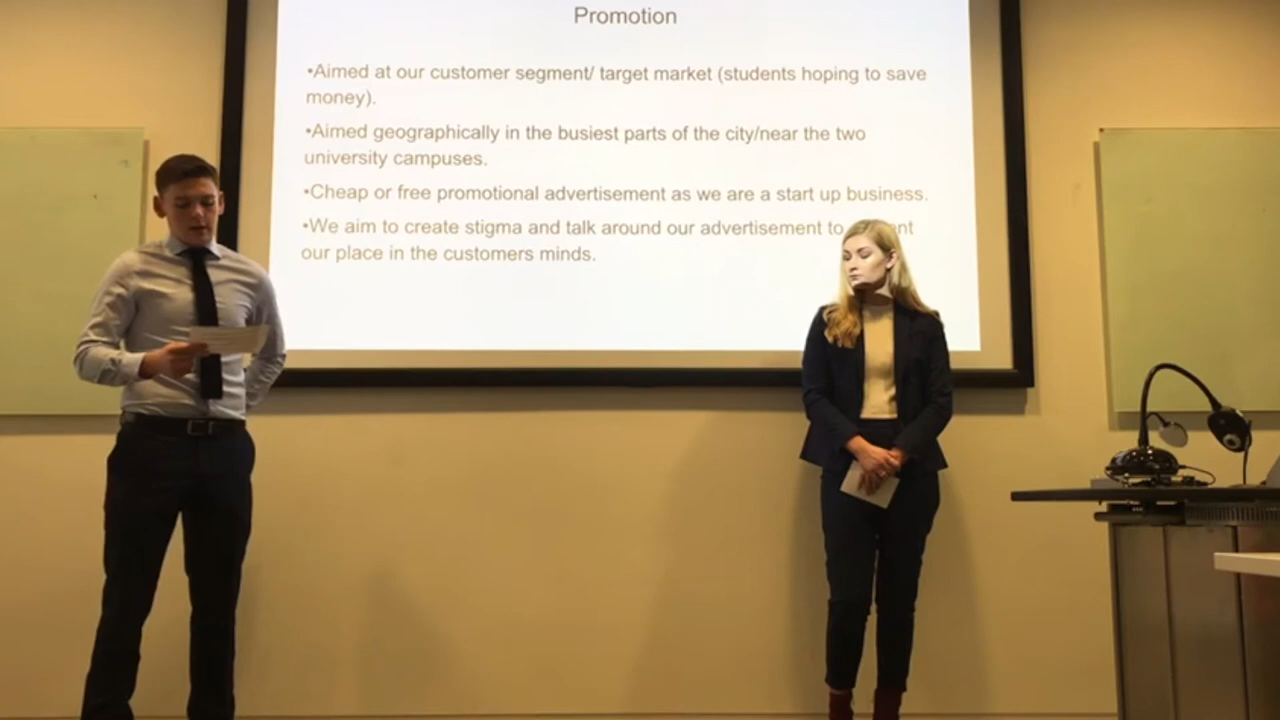 Promotion
•Aimed at our customer segment/ target market (students hoping to save
money).
•Aimed geographically in the busiest parts of the city/near the two
university campuses.
•Cheap or free promotional advertisement as we are a start up business.
•We aim to create stigma and talk around our advertisement to
our place in the customers minds.